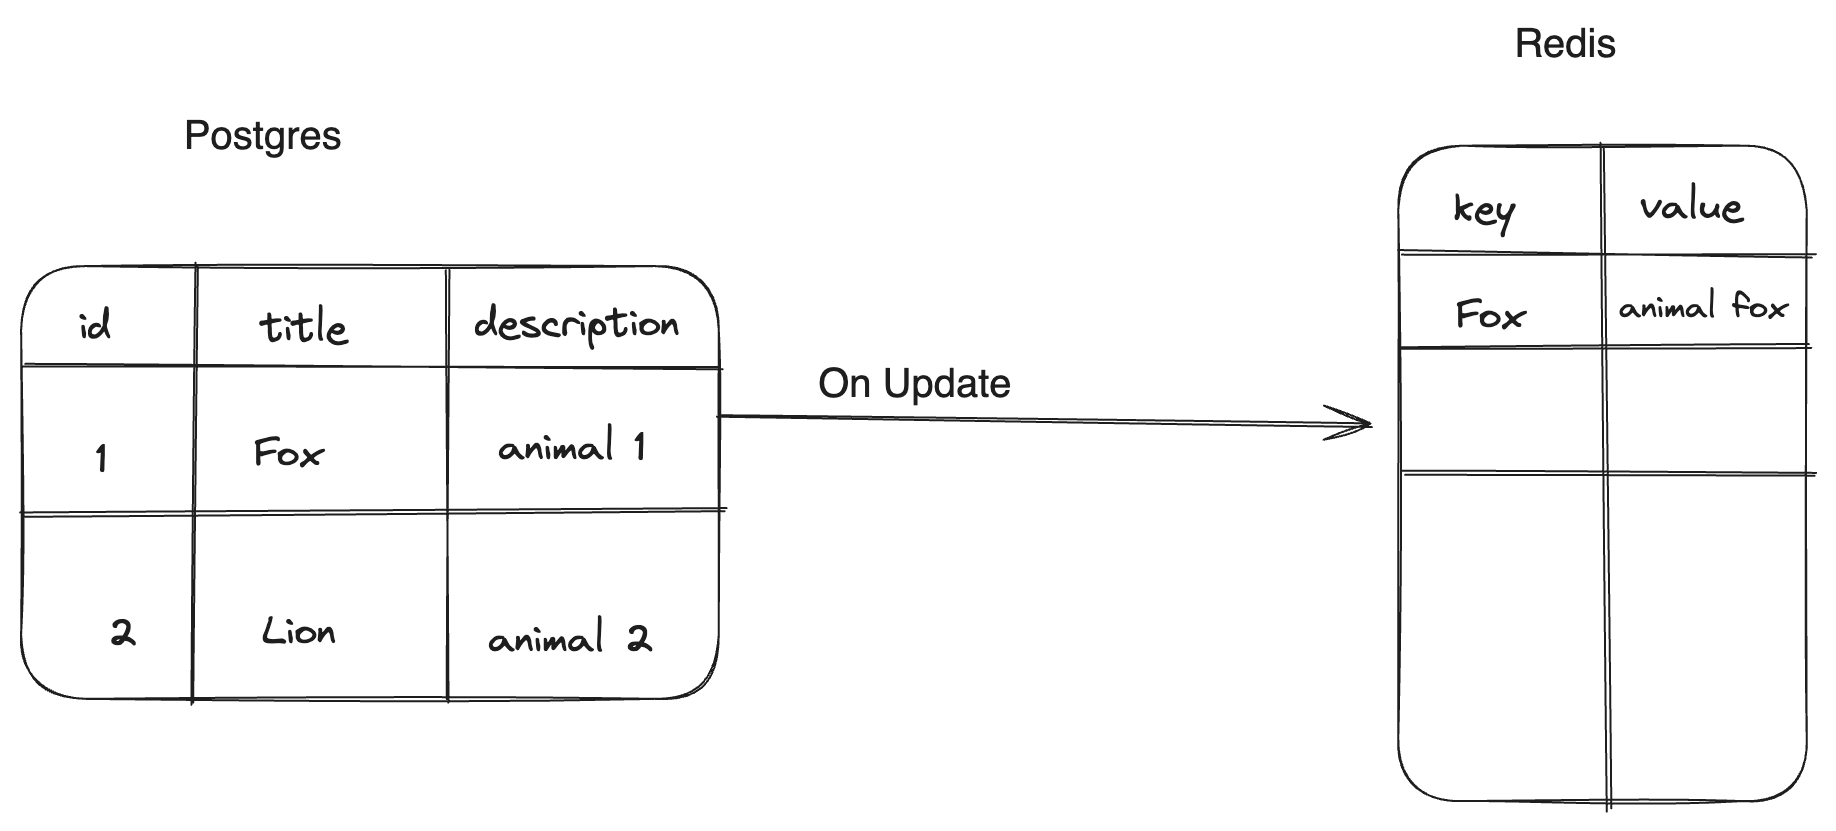 Redis
Postgres
key value
Fox animal fox
id title description
On Update
1 Fox animal 1
2 Lion animal 2